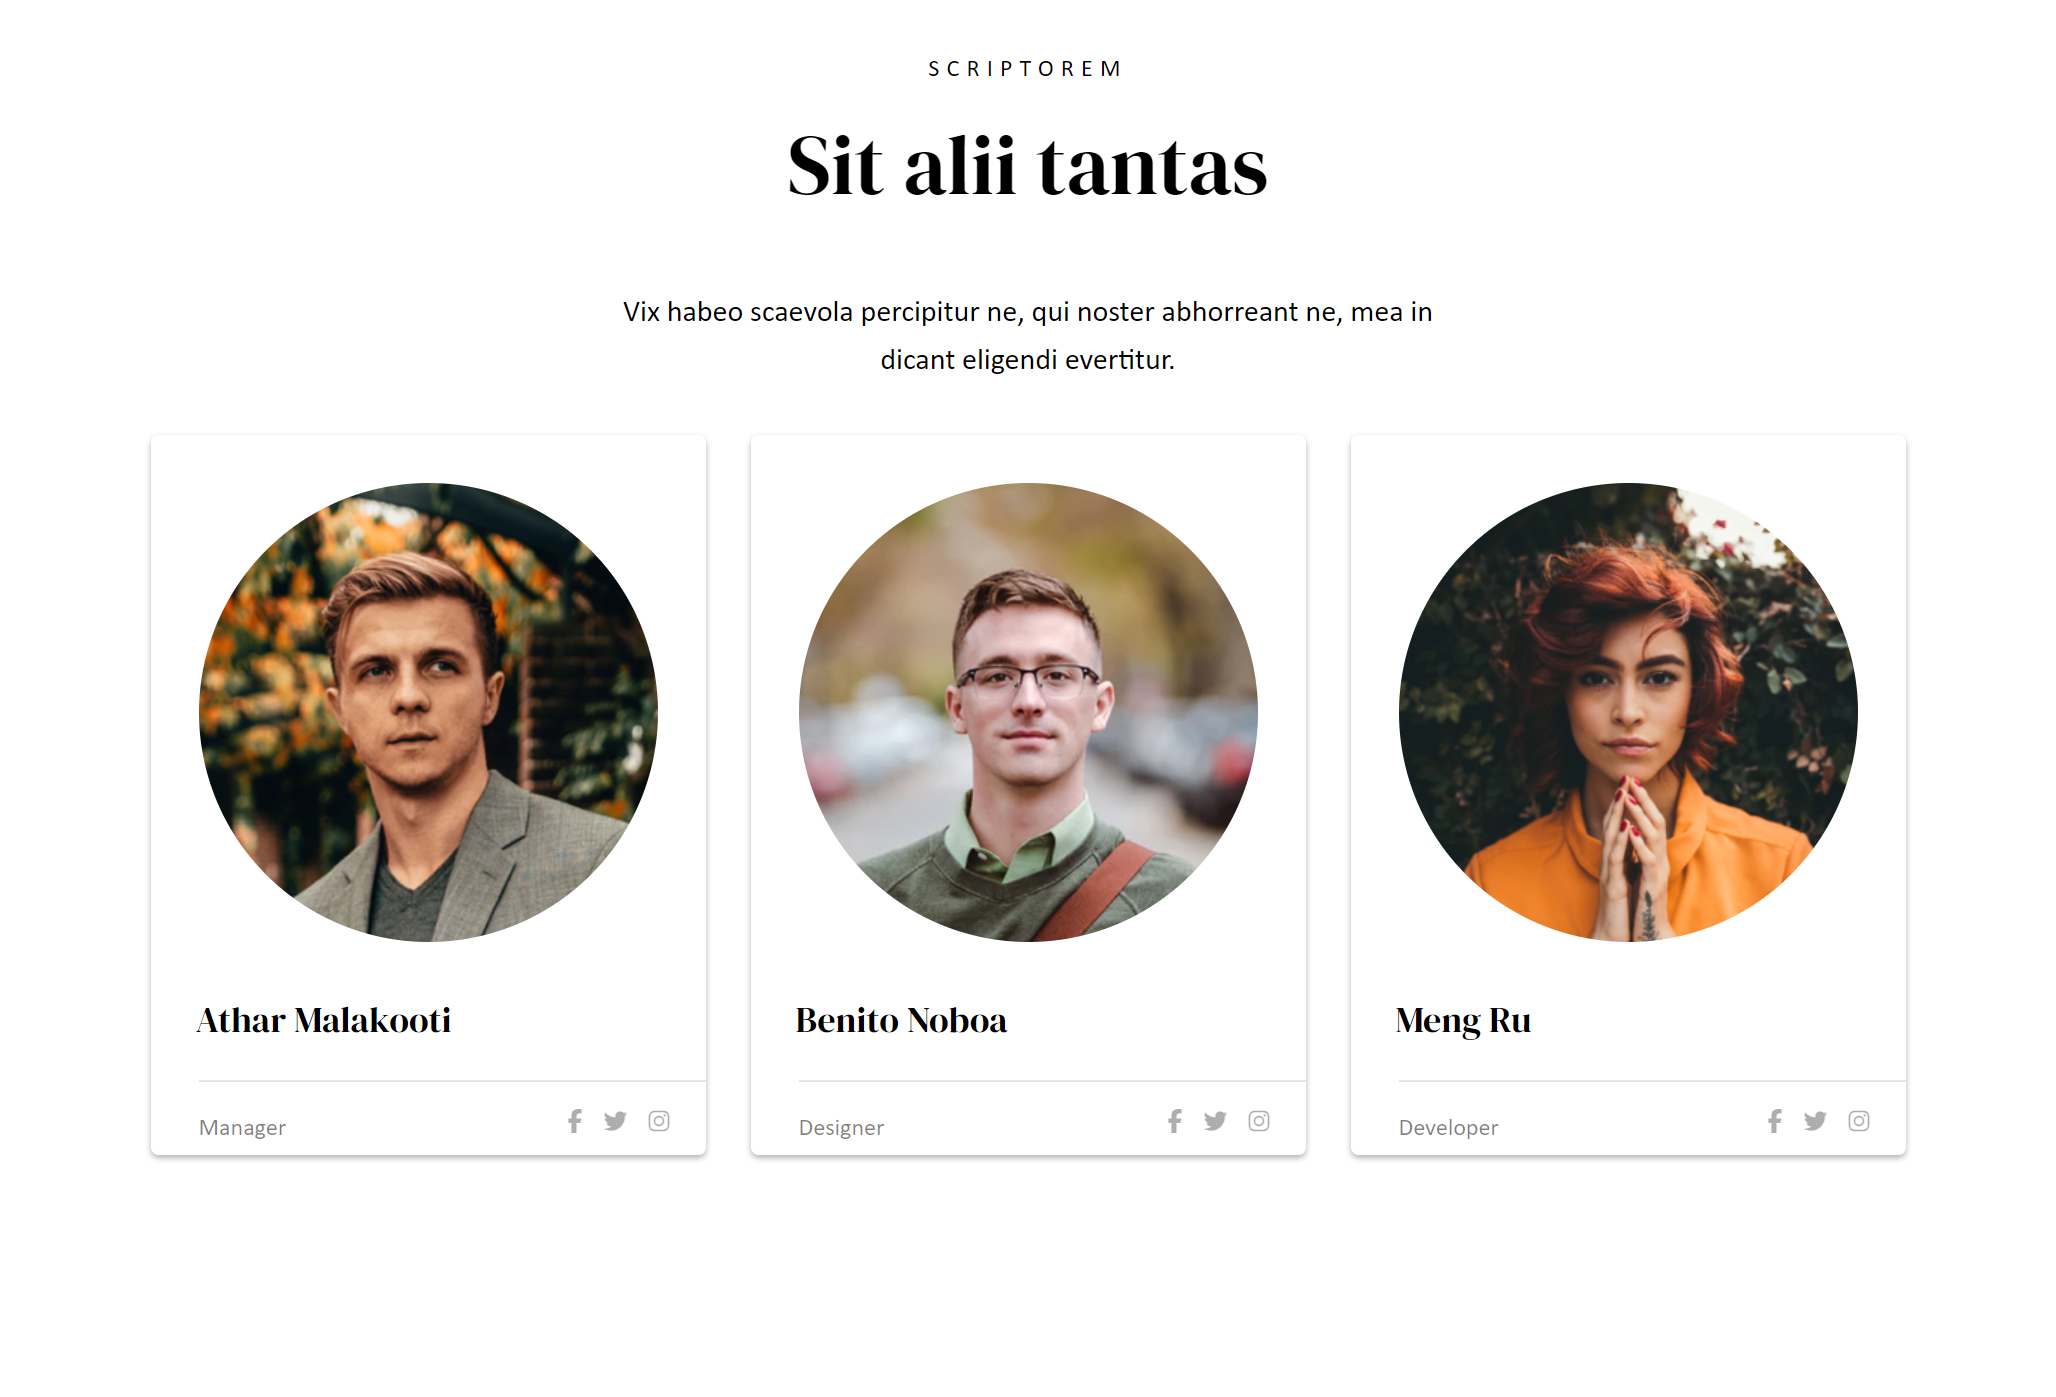 SCRIPTOREM
Sit alii tantas
Vix habeo scaevola percipitur ne, qui noster abhorreant ne, mea in
dicant eligendi evertitur.
Athar Malakooti
Manager
Benito Noboa
Designer
Meng Ru
Developer